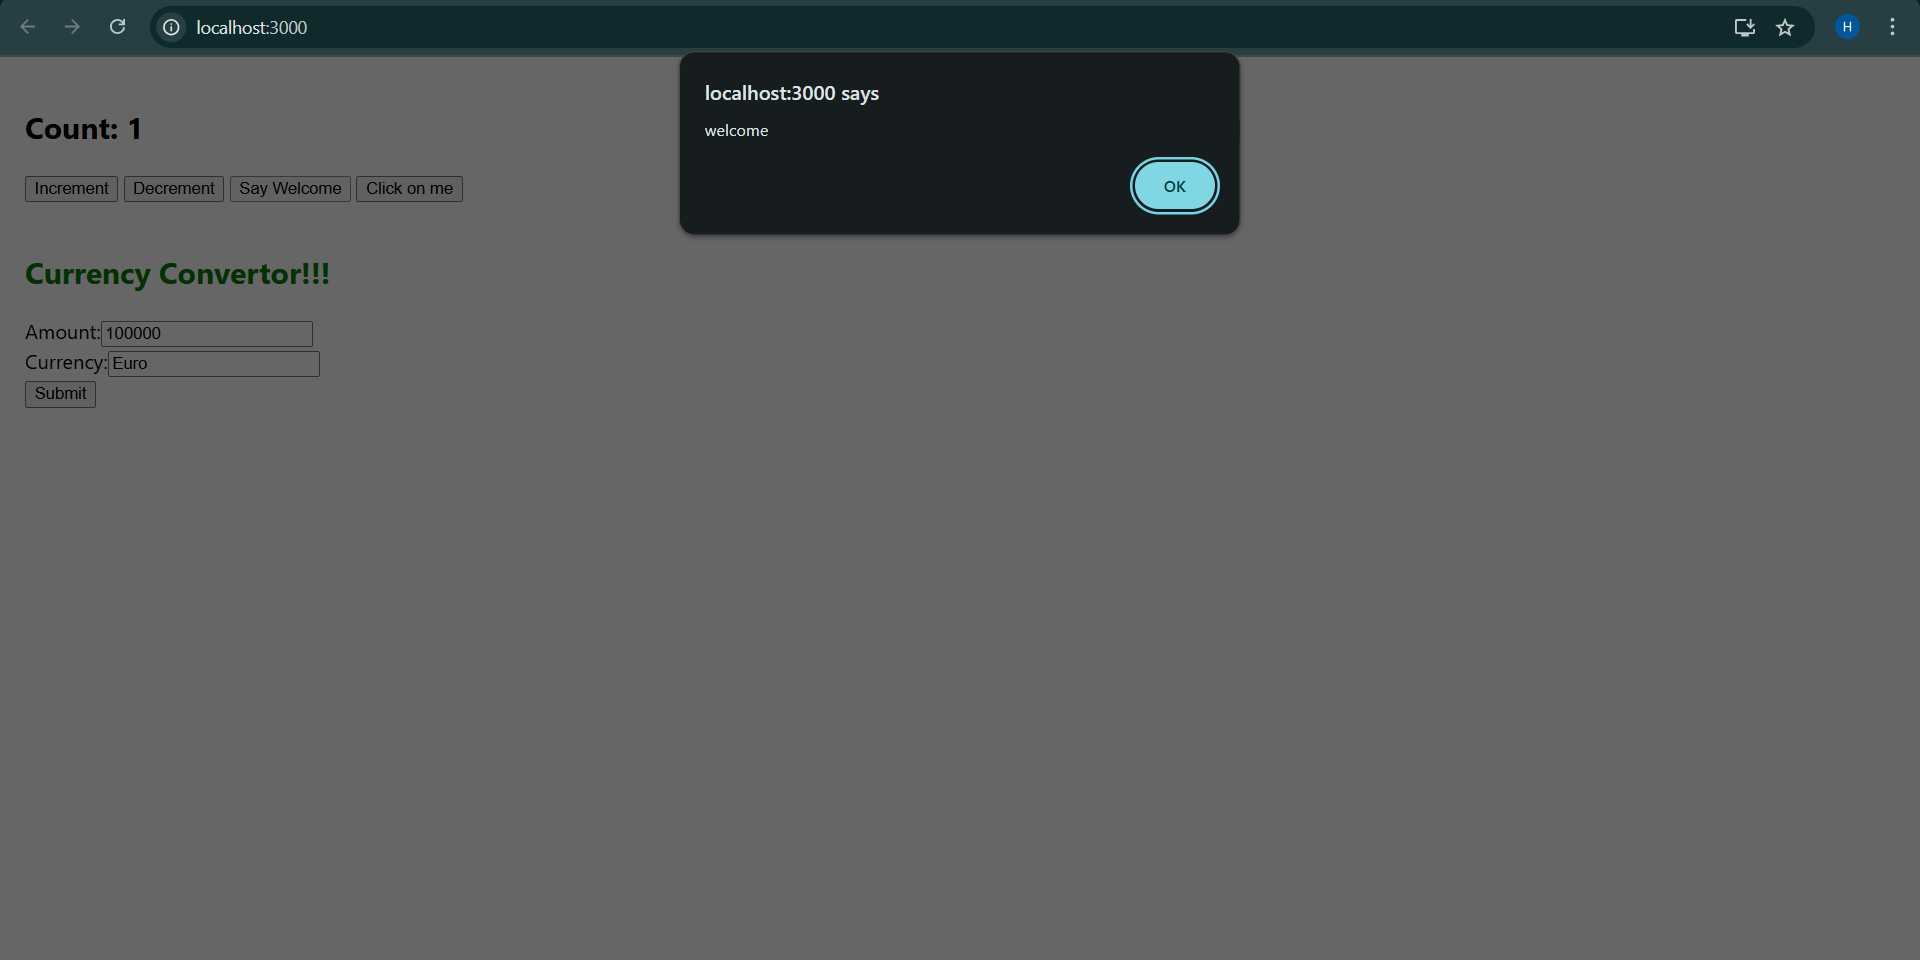 localhost:3000
H
localhost:3000 says
welcome
OK
Count: 1
Increment Decrement Say Welcome Click on me
Currency Convertor!!!
Amount: 100000
Currency: Euro
Submit